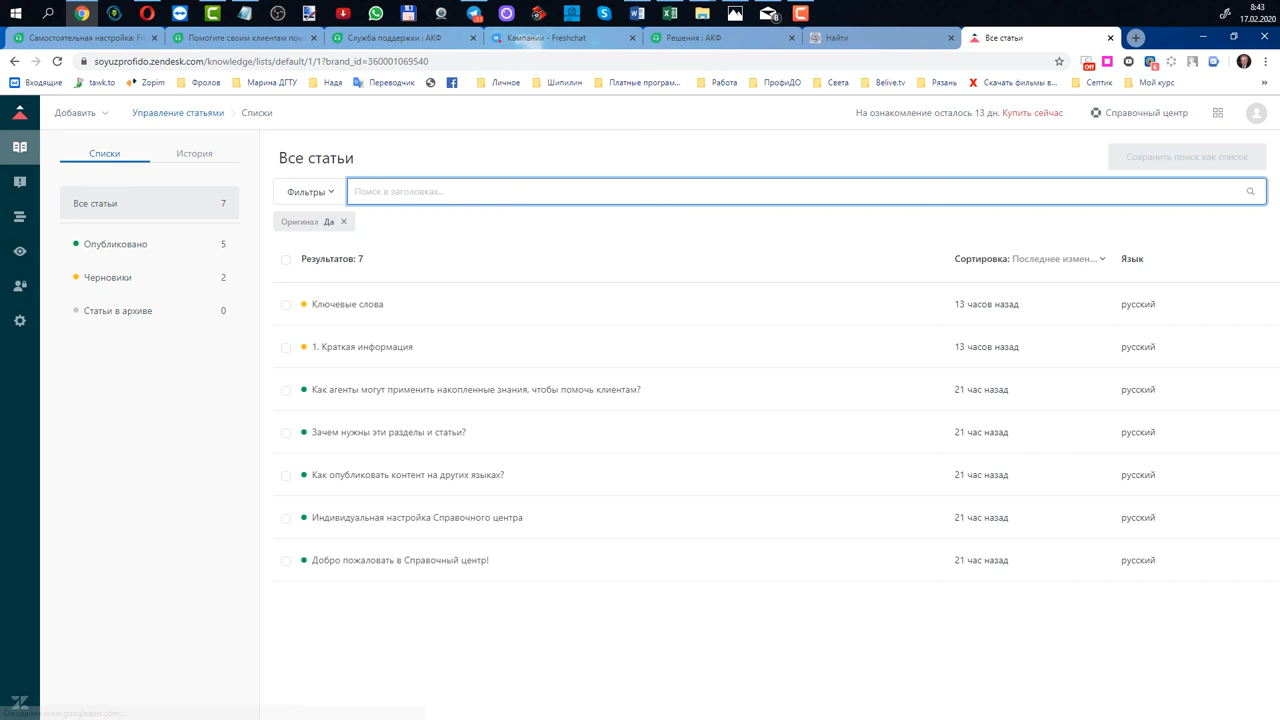 8:43
17.02.2020
Самостоятельная настройка: Fr
Помогите своим клиентам пом
Служба поддержки : АКФ
Кампании - Freshchat
Решения : АКФ
Найти
Все статьи
soyuzprofido.zendesk.com/knowledge/lists/default/1/1?brand_id=360001069540
Входящие
tawk.to
Zopim
Фролов
Марина ДГТУ
Надя
Переводчик
Личное
Шипилин
Платные програм...
Работа
ПрофиДО
Света
Belive.tv
Рязань
Скачать фильмы в...
Септик
Мой курс
Добавить
Управление статьями
Списки
На ознакомление осталось 13 дн. Купить сейчас
Справочный центр
Списки
История
Все статьи
Сохранить поиск как список
Фильтры
Поиск в заголовках...
Все статьи 7
Оригинал Да
Опубликовано 5
Черновики 2
Статьи в архиве 0
Результатов: 7
Сортировка: Последнее измен...
Язык
Ключевые слова 13 часов назад русский
1. Краткая информация 13 часов назад русский
Как агенты могут применить накопленные знания, чтобы помочь клиентам? 21 час назад русский
Зачем нужны эти разделы и статьи? 21 час назад русский
Как опубликовать контент на других языках? 21 час назад русский
Индивидуальная настройка Справочного центра 21 час назад русский
Добро пожаловать в Справочный центр! 21 час назад русский